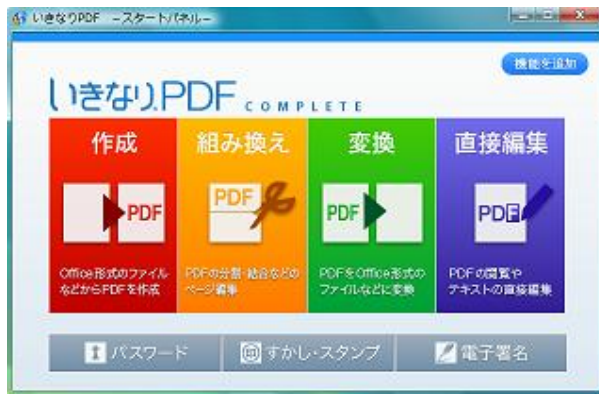 いきなりPDF －スタートパネル－
機能を追加
いきなりPDF COMPLETE
作成
組み換え
変換
直接編集
PDF
PDF
PDF
PDF
Office形式のファイル
などからPDFを作成
PDFの分割・結合などの
ページ編集
PDFをOffice形式の
ファイルなどに変換
PDFの閲覧や
テキストの直接編集
パスワード
印
すかし・スタンプ
電子署名